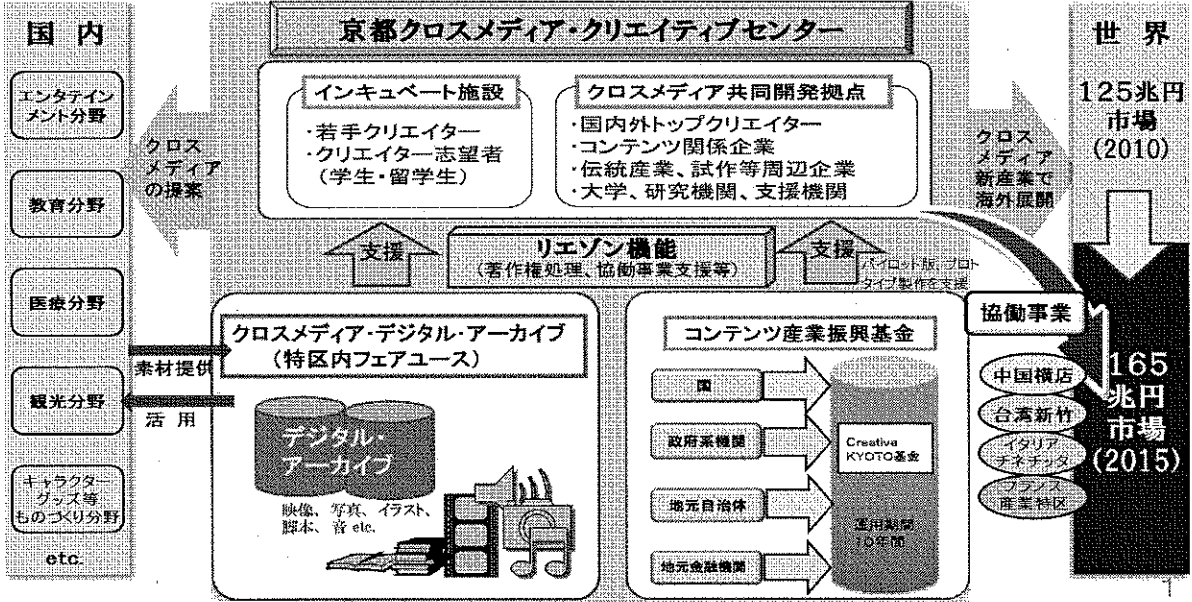 国 内
エンタテイン
メント分野
教育分野
医療分野
観光分野
キャラクター
グッズ等
ものづくり分野
etc.
クロス
メディア
の提案
素材提供
活 用
京都クロスメディア・クリエイティブセンター
インキュベート施設
・若手クリエイター
・クリエイター志望者
(学生・留学生)
クロスメディア共同開発拠点
・国内外トップクリエイター
・コンテンツ関係企業
・伝統産業、試作等周辺企業
・大学、研究機関、支援機関
支援
リエゾン機能
(著作権処理、協働事業支援等)
支援
パイロット版、プロト
タイプ製作を支援
クロスメディア・デジタル・アーカイブ
(特区内フェアユース)
デジタル・
アーカイブ
映像、写真、イラスト、
脚本、音 etc.
コンテンツ産業振興基金
国
政府系機関
地元自治体
地元金融機関
Creative
KYOTO基金
運用期間
10年間
クロス
メディア
新産業で
海外展開
協働事業
中国横店
台湾新竹
イタリア
チネチッタ
フランス
産業特区
世 界
125兆円
市場
(2010)
165
兆円
市場
(2015)
1